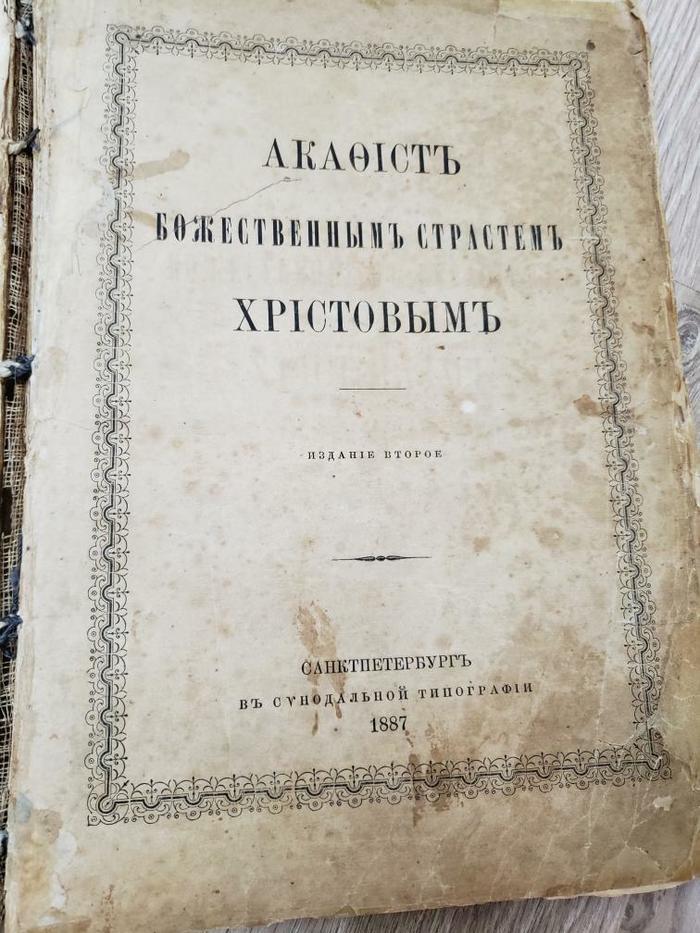 АКАѲІСТЪ
БОЖЕСТВЕННЫМЪ СТРАСТЕМЪ
ХРІСТОВЫМЪ
ИЗДАНІЕ ВТОРОЕ
САНКТПЕТЕРБУРГЪ
ВЪ СѴНОДАЛЬНОЙ ТИПОГРАФІИ
1887